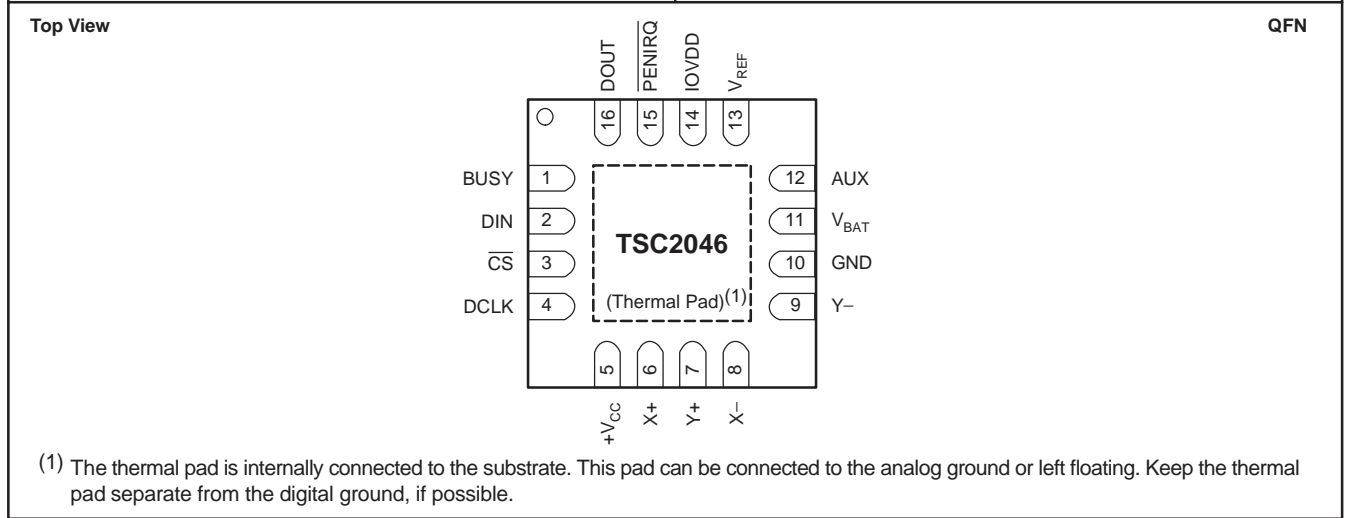 Top View
QFN
DOUT
PENIRQ
IOVDD
VREF
16
15
14
13
BUSY 1
12 AUX
DIN 2
11 VBAT
TSC2046
CS 3
10 GND
DCLK 4
(Thermal Pad)(1)
9 Y−
5
6
7
8
+VCC
X+
Y+
X−
(1) The thermal pad is internally connected to the substrate. This pad can be connected to the analog ground or left floating. Keep the thermal
pad separate from the digital ground, if possible.